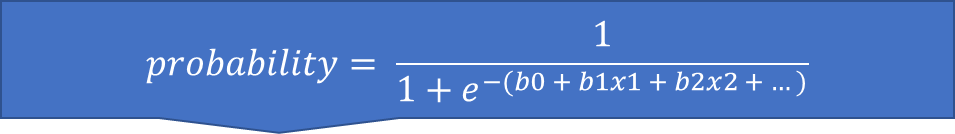 probability = 1 / 1 + e^−(b0 + b1x1 + b2x2 + … )